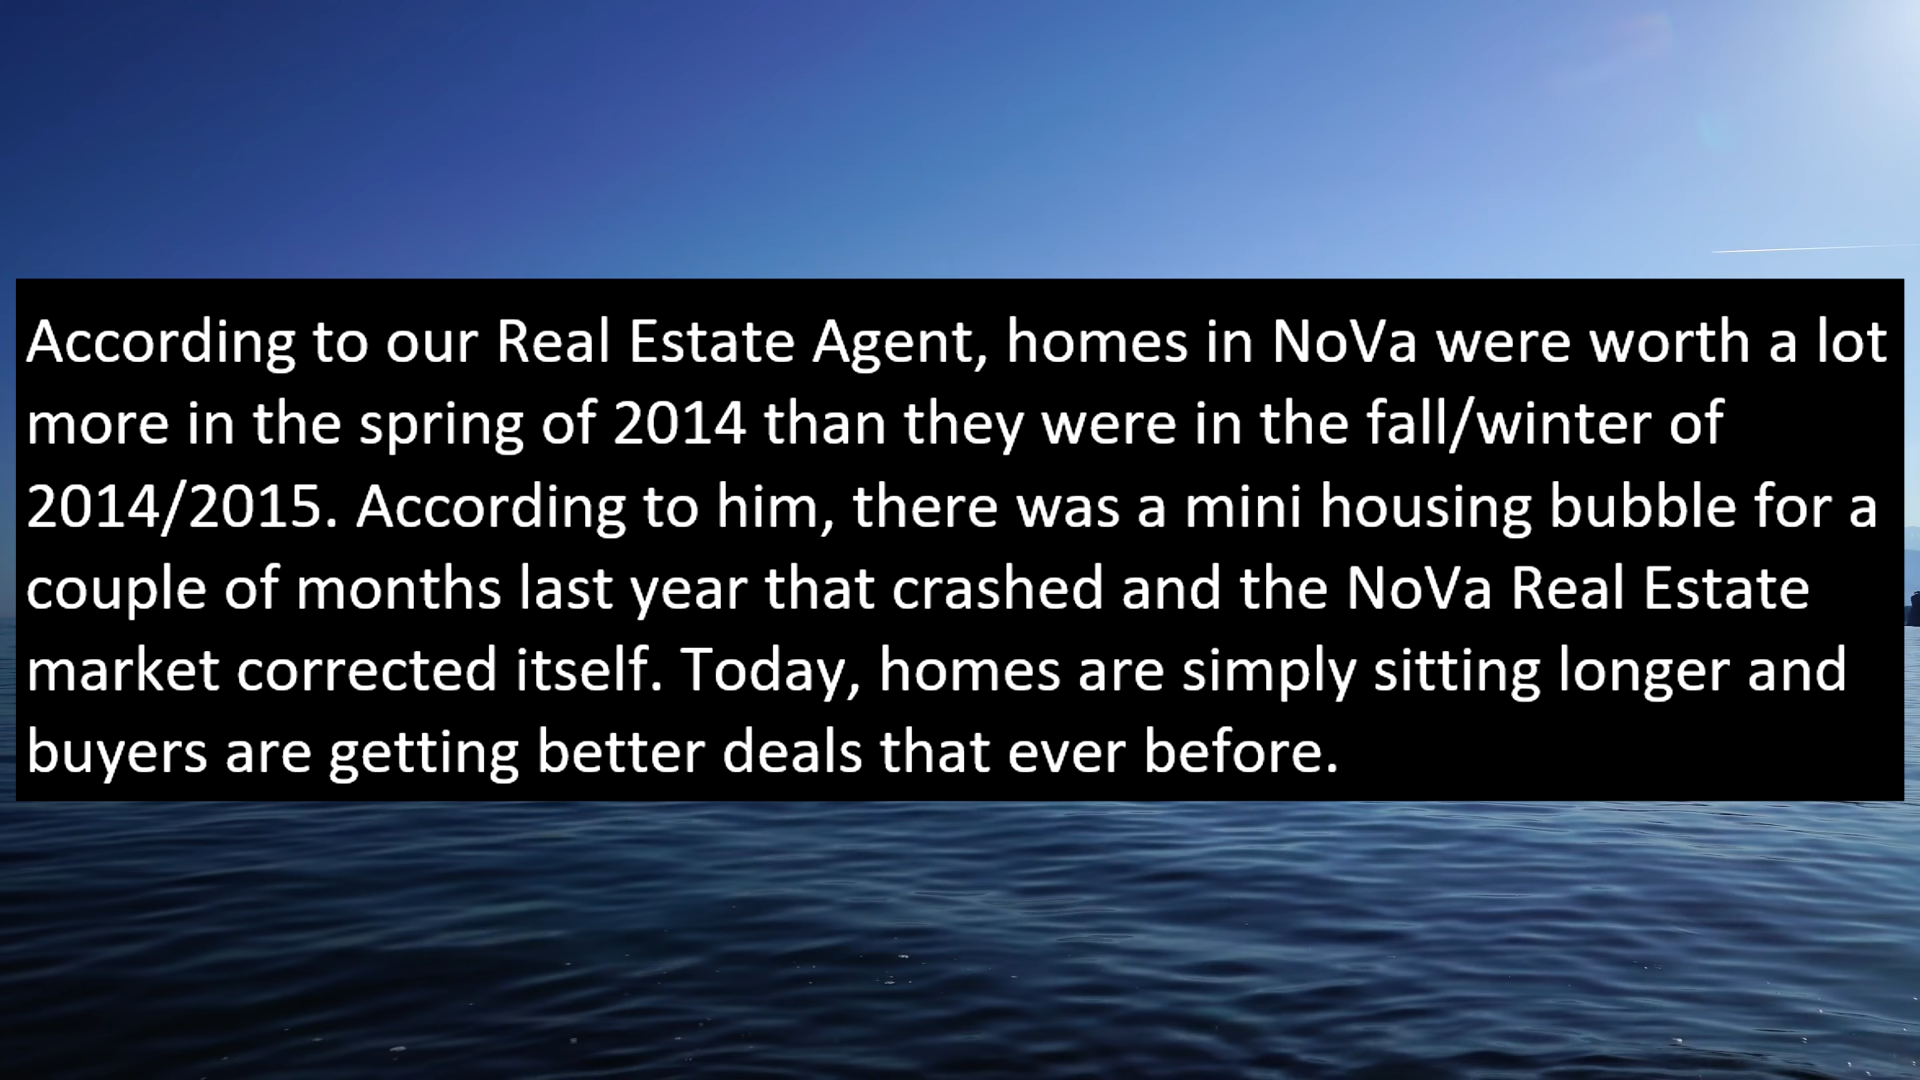 According to our Real Estate Agent, homes in NoVa were worth a lot
more in the spring of 2014 than they were in the fall/winter of
2014/2015. According to him, there was a mini housing bubble for a
couple of months last year that crashed and the NoVa Real Estate
market corrected itself. Today, homes are simply sitting longer and
buyers are getting better deals that ever before.